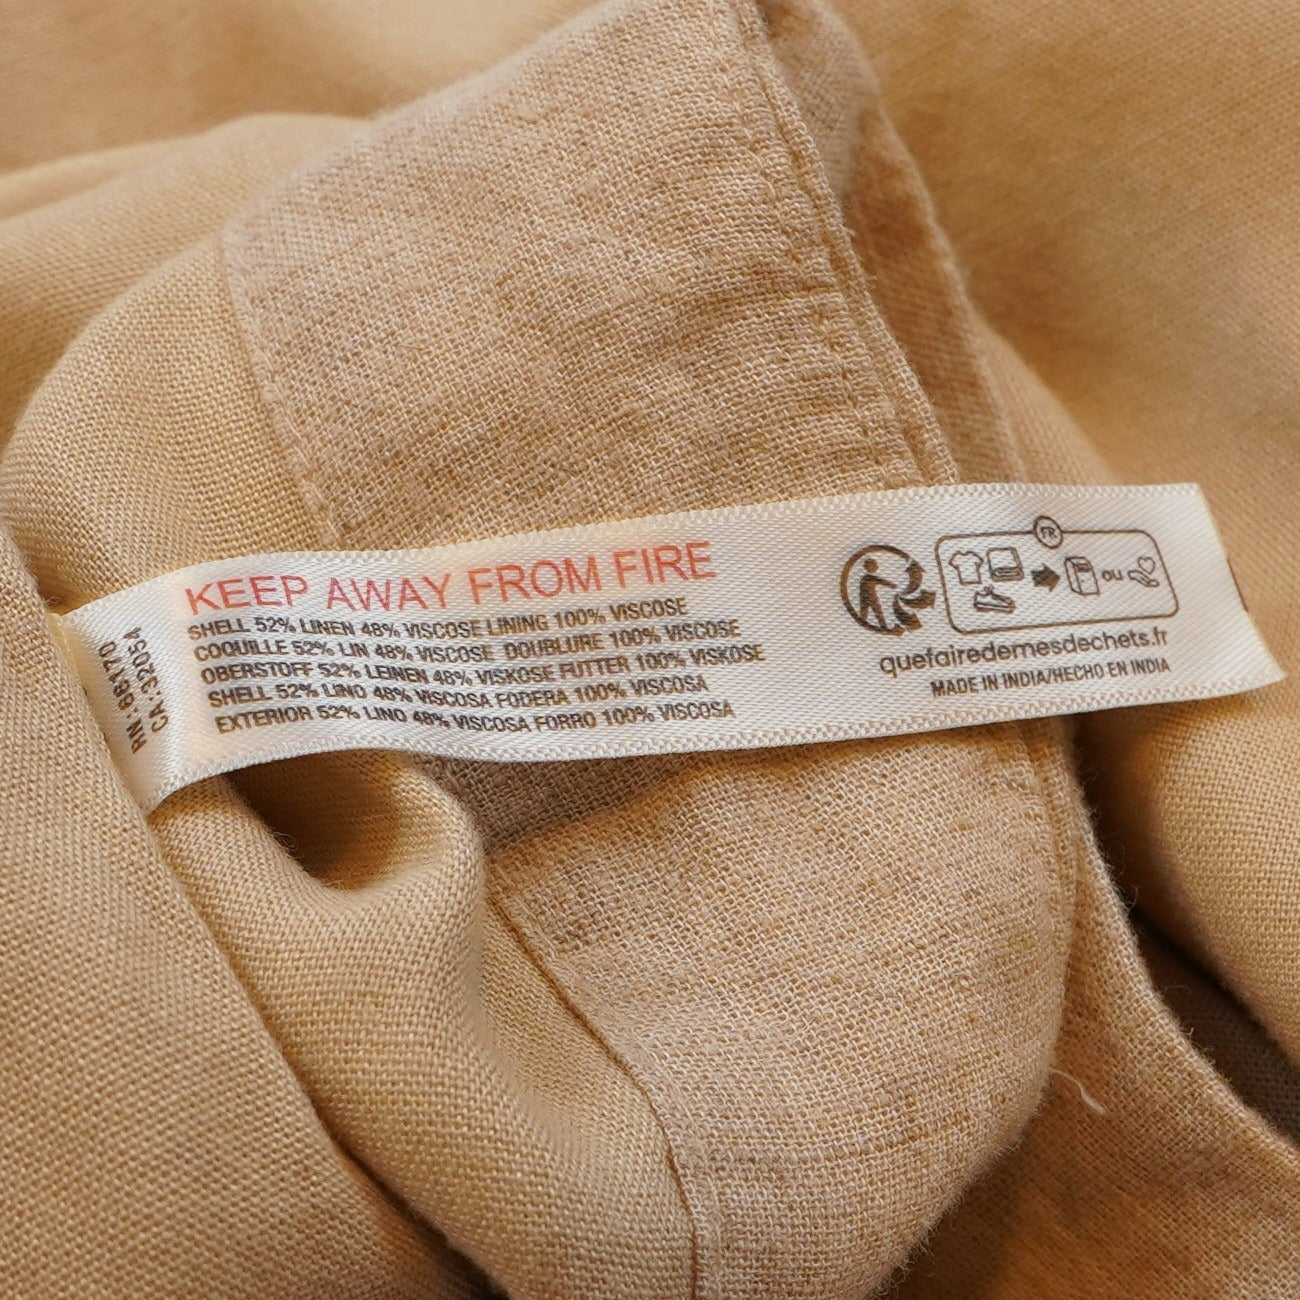 KEEP AWAY FROM FIRE
SHELL 52% LINEN 48% VISCOSE LINING 100% VISCOSE
COQUILLE 52% LIN 48% VISCOSE DOUBLURE 100% VISCOSE
OBERSTOFF 52% LEINEN 48% VISKOSE FUTTER 100% VISKOSE
SHELL 52% LINO 48% VISCOSA FODERA 100% VISCOSA
EXTERIOR 52% LINO 48% VISCOSA FORRO 100% VISCOSA
RN: 66170
CA: 32054
FR
OU
quefairedemesdechets.fr
MADE IN INDIA/HECHO EN INDIA